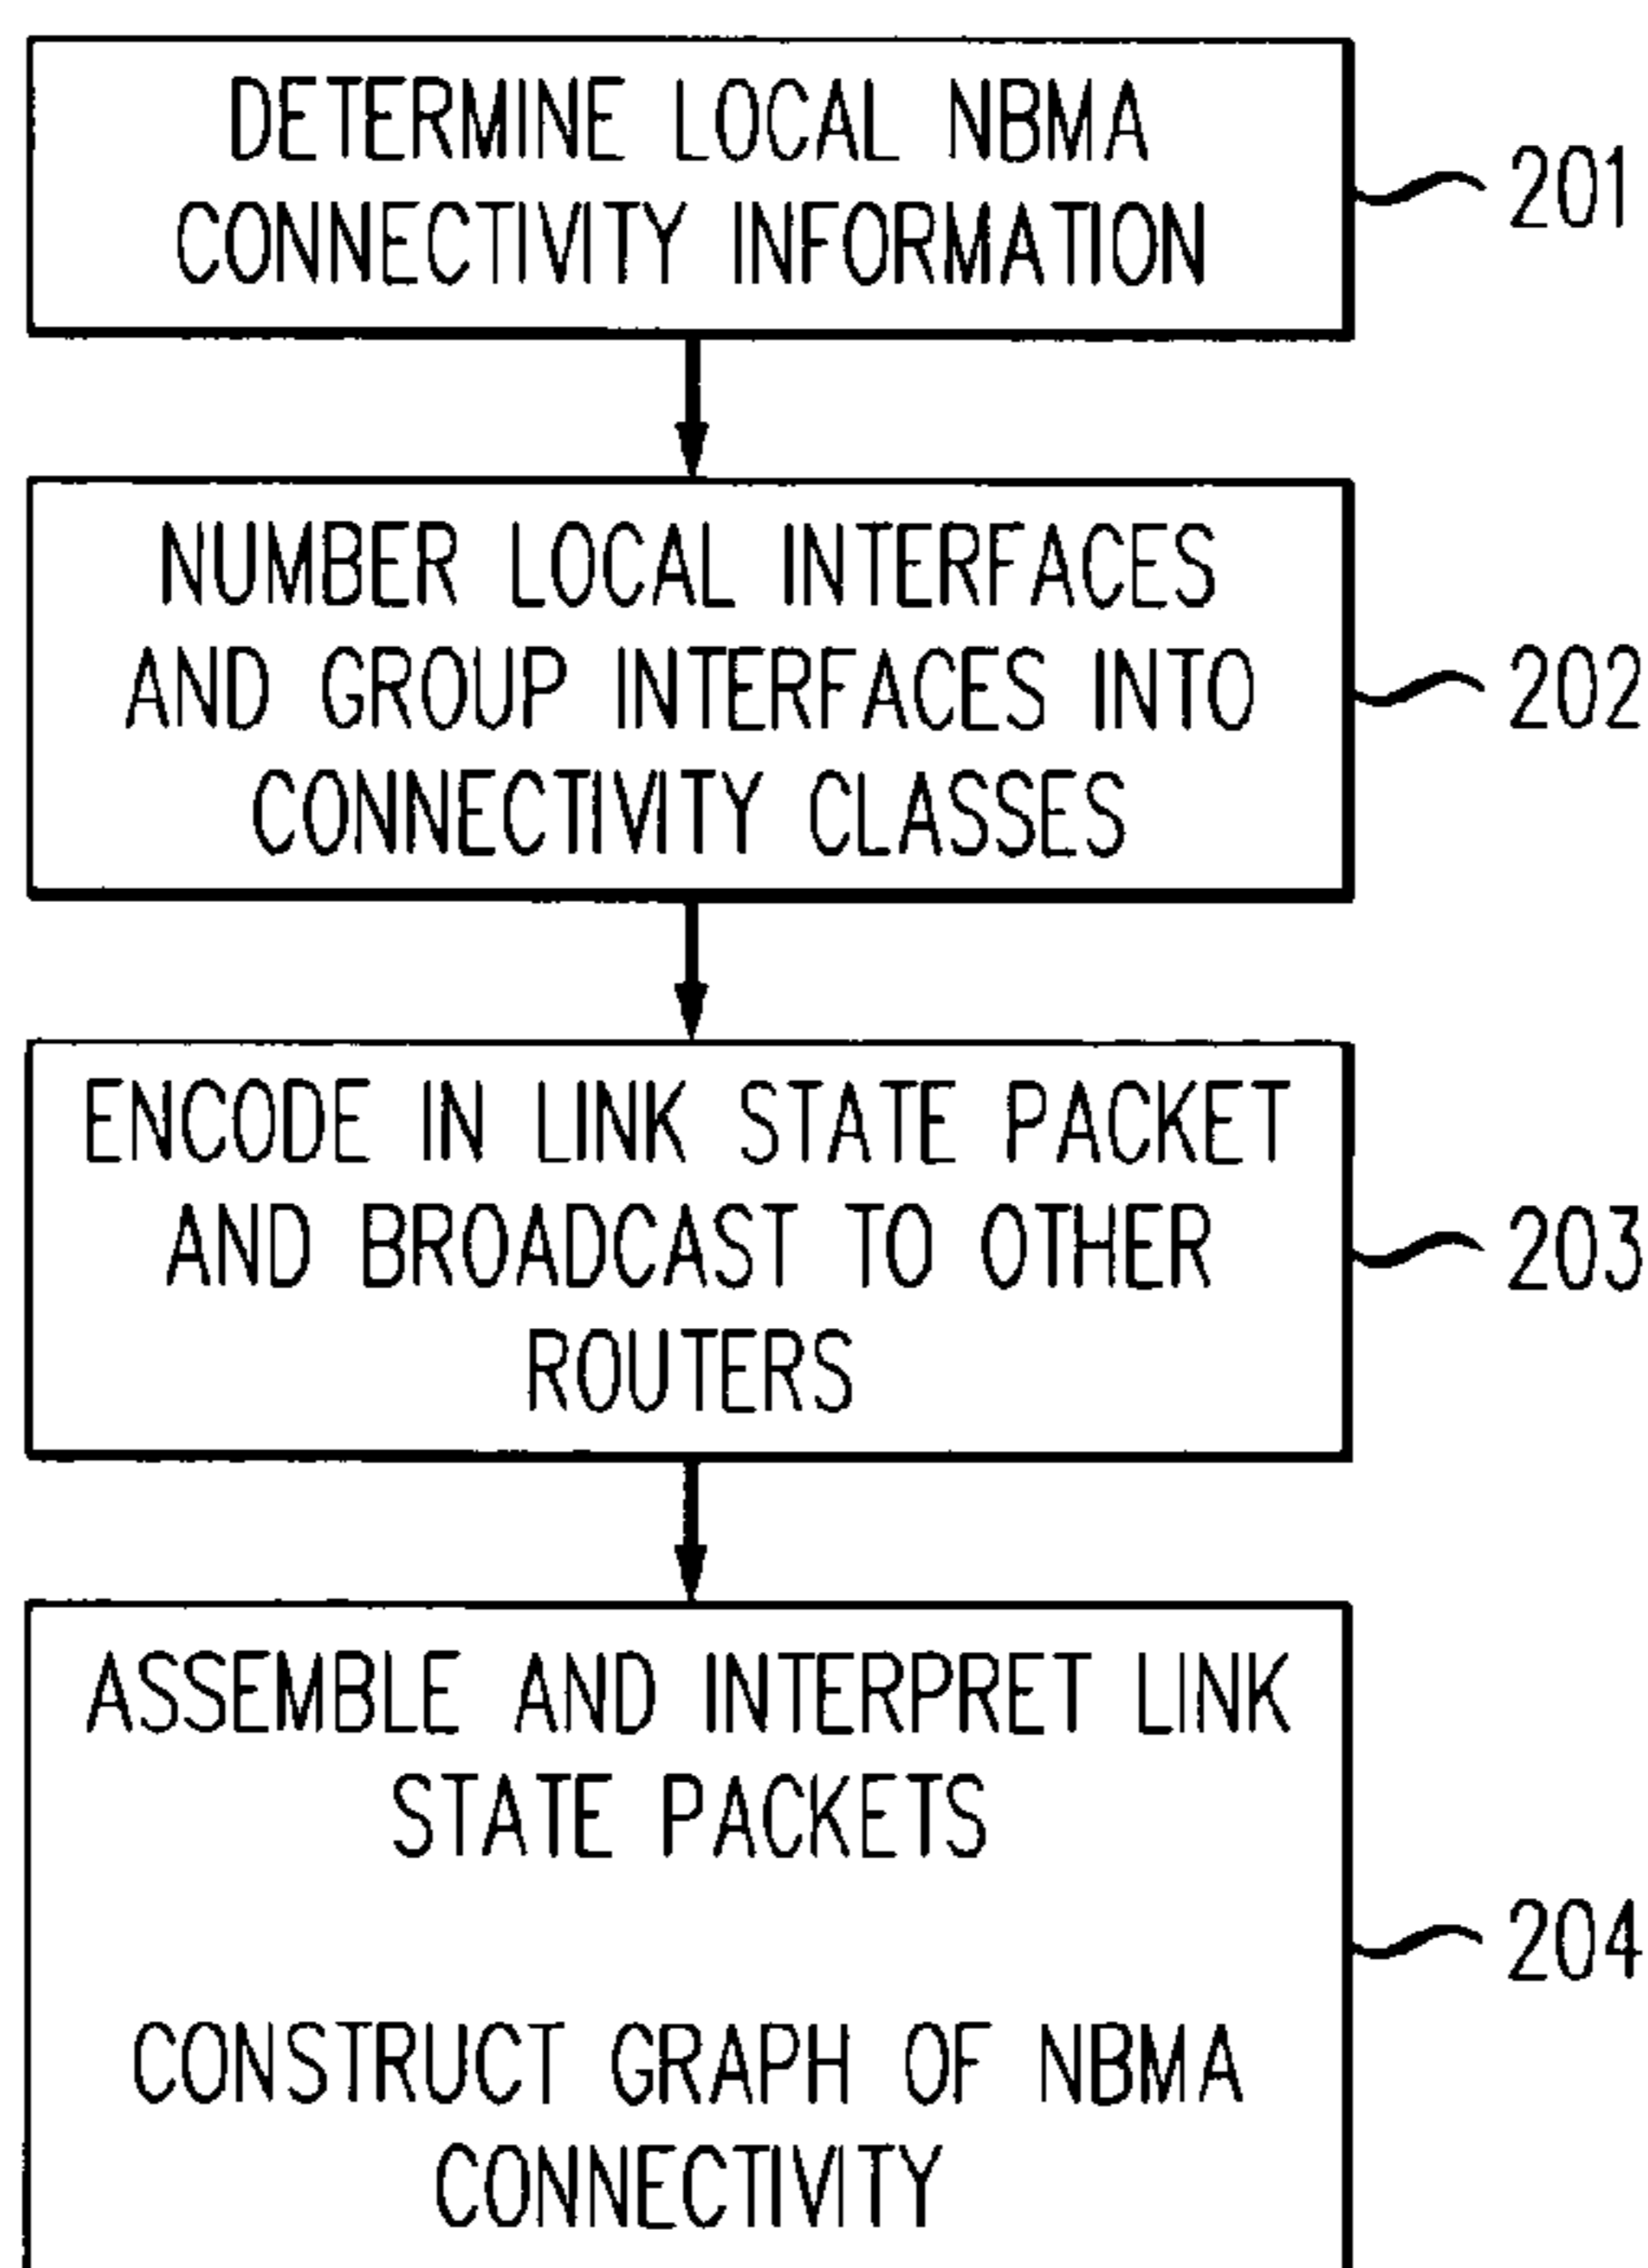 DETERMINE LOCAL NBMA
CONNECTIVITY INFORMATION
201
NUMBER LOCAL INTERFACES
AND GROUP INTERFACES INTO
CONNECTIVITY CLASSES
202
ENCODE IN LINK STATE PACKET
AND BROADCAST TO OTHER
ROUTERS
203
ASSEMBLE AND INTERPRET LINK
STATE PACKETS
204
CONSTRUCT GRAPH OF NBMA
CONNECTIVITY